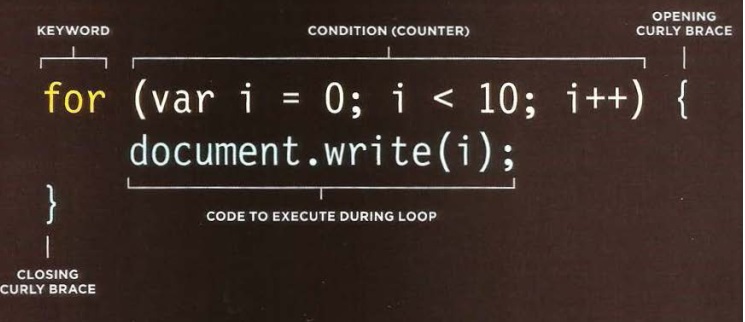 OPENING
KEYWORD CONDITION (COUNTER) CURLY BRACE
for (var i = 0; i < 10; i++) {
document.write(i);
}
CODE TO EXECUTE DURING LOOP
CLOSING
CURLY BRACE